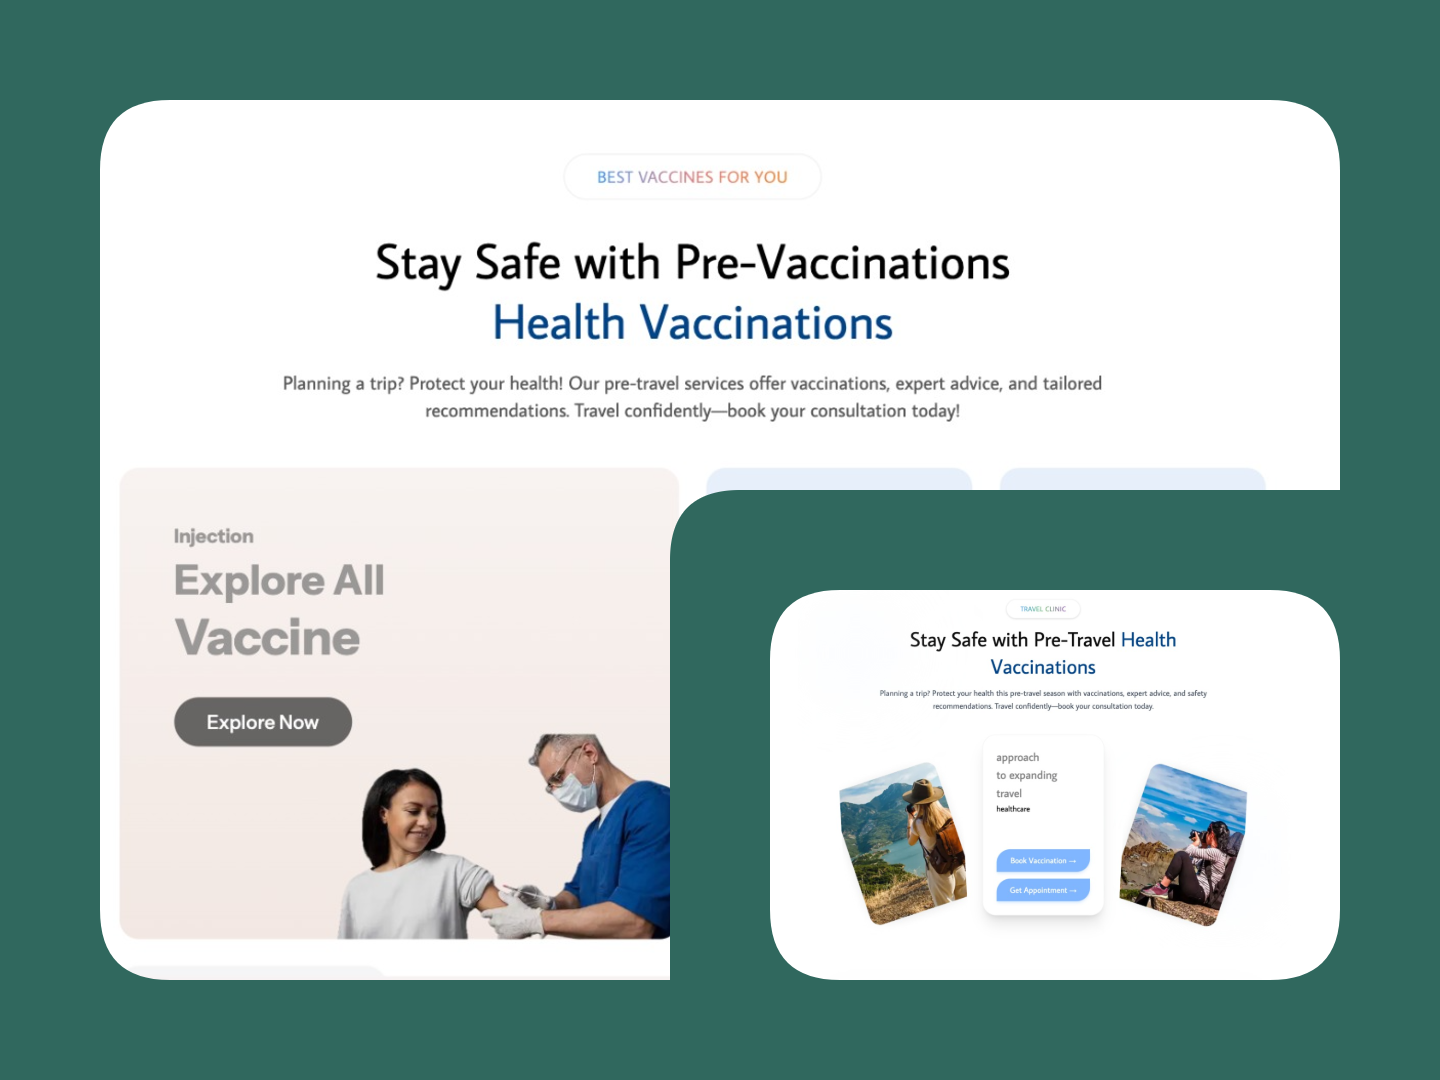 BEST VACCINES FOR YOU
Stay Safe with Pre-Vaccinations
Health Vaccinations
Planning a trip? Protect your health! Our pre-travel services offer vaccinations, expert advice, and tailored
recommendations. Travel confidently—book your consultation today!
Injection
Explore All
Vaccine
Explore Now
TRAVEL CLINIC
Stay Safe with Pre-Travel Health
Vaccinations
Planning a trip? Protect your health this pre-travel season with vaccinations, expert advice, and safety
recommendations. Travel confidently—book your consultation today.
approach
to expanding
travel
healthcare
Book Vaccination →
Get Appointment →